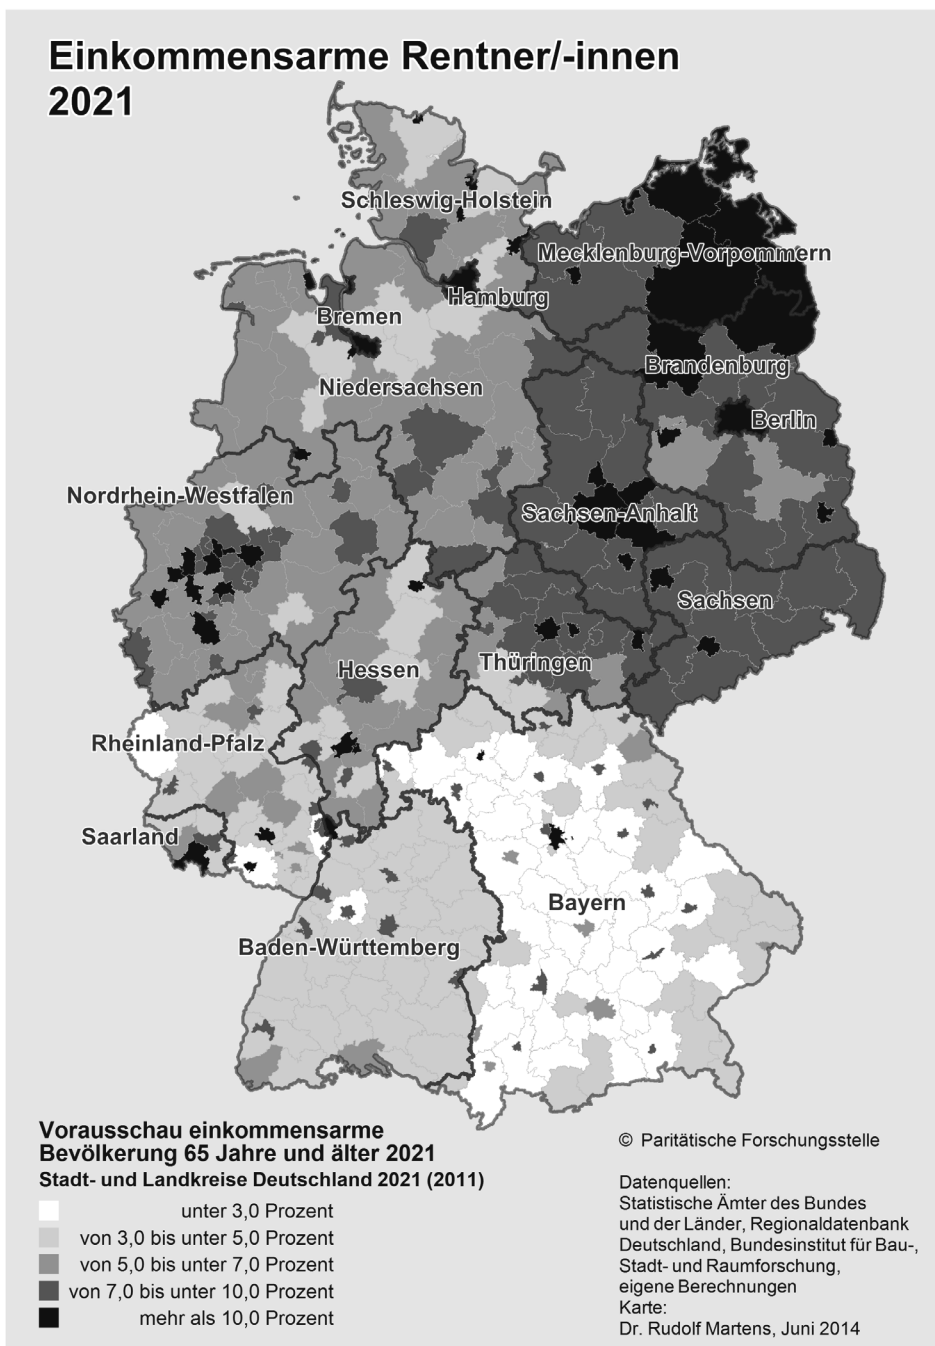 Einkommensarme Rentner/-innen
2021
Schleswig-Holstein
Mecklenburg-Vorpommern
Hamburg
Bremen
Brandenburg
Niedersachsen
Berlin
Nordrhein-Westfalen
Sachsen-Anhalt
Sachsen
Thüringen
Hessen
Rheinland-Pfalz
Saarland
Bayern
Baden-Württemberg
Vorausschau einkommensarme
Bevölkerung 65 Jahre und älter 2021
Stadt- und Landkreise Deutschland 2021 (2011)
unter 3,0 Prozent
von 3,0 bis unter 5,0 Prozent
von 5,0 bis unter 7,0 Prozent
von 7,0 bis unter 10,0 Prozent
mehr als 10,0 Prozent
© Paritätische Forschungsstelle
Datenquellen:
Statistische Ämter des Bundes
und der Länder, Regionaldatenbank
Deutschland, Bundesinstitut für Bau-,
Stadt- und Raumforschung,
eigene Berechnungen
Karte:
Dr. Rudolf Martens, Juni 2014